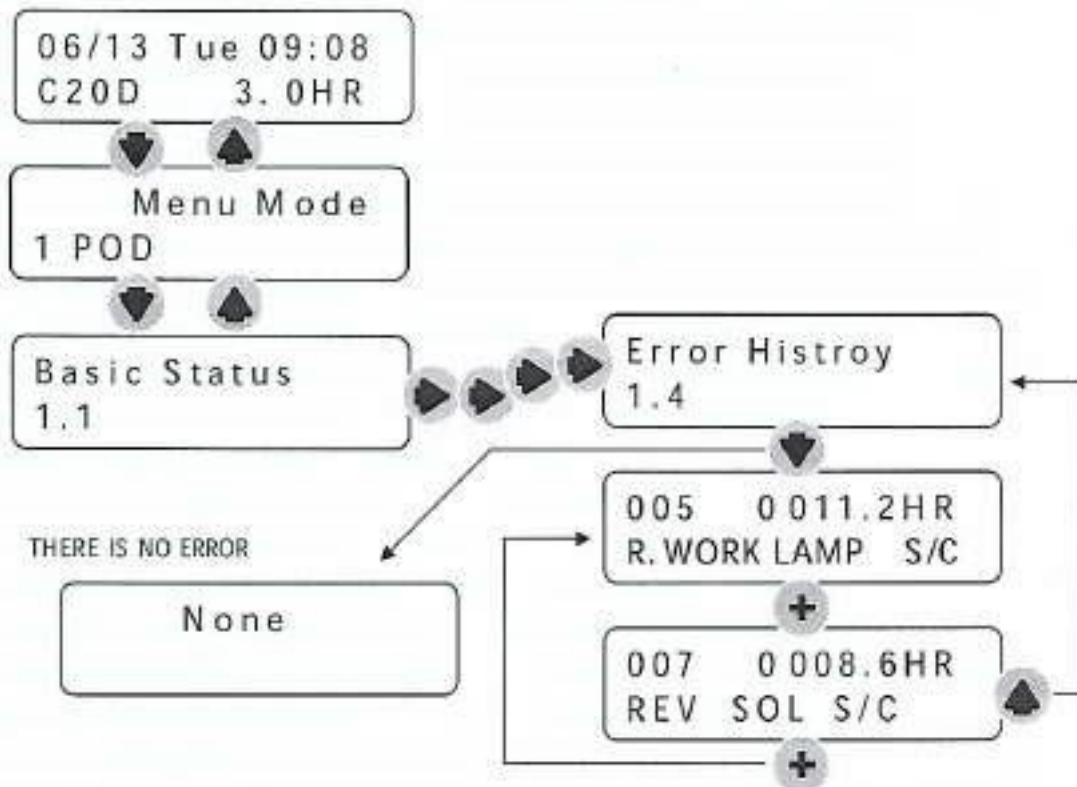 06/13 Tue 09:08
C20D 3.0HR
Menu Mode
1 POD
Basic Status
1.1
Error Histroy
1.4
005 0011.2HR
R.WORK LAMP S/C
THERE IS NO ERROR
None
007 0008.6HR
REV SOL S/C